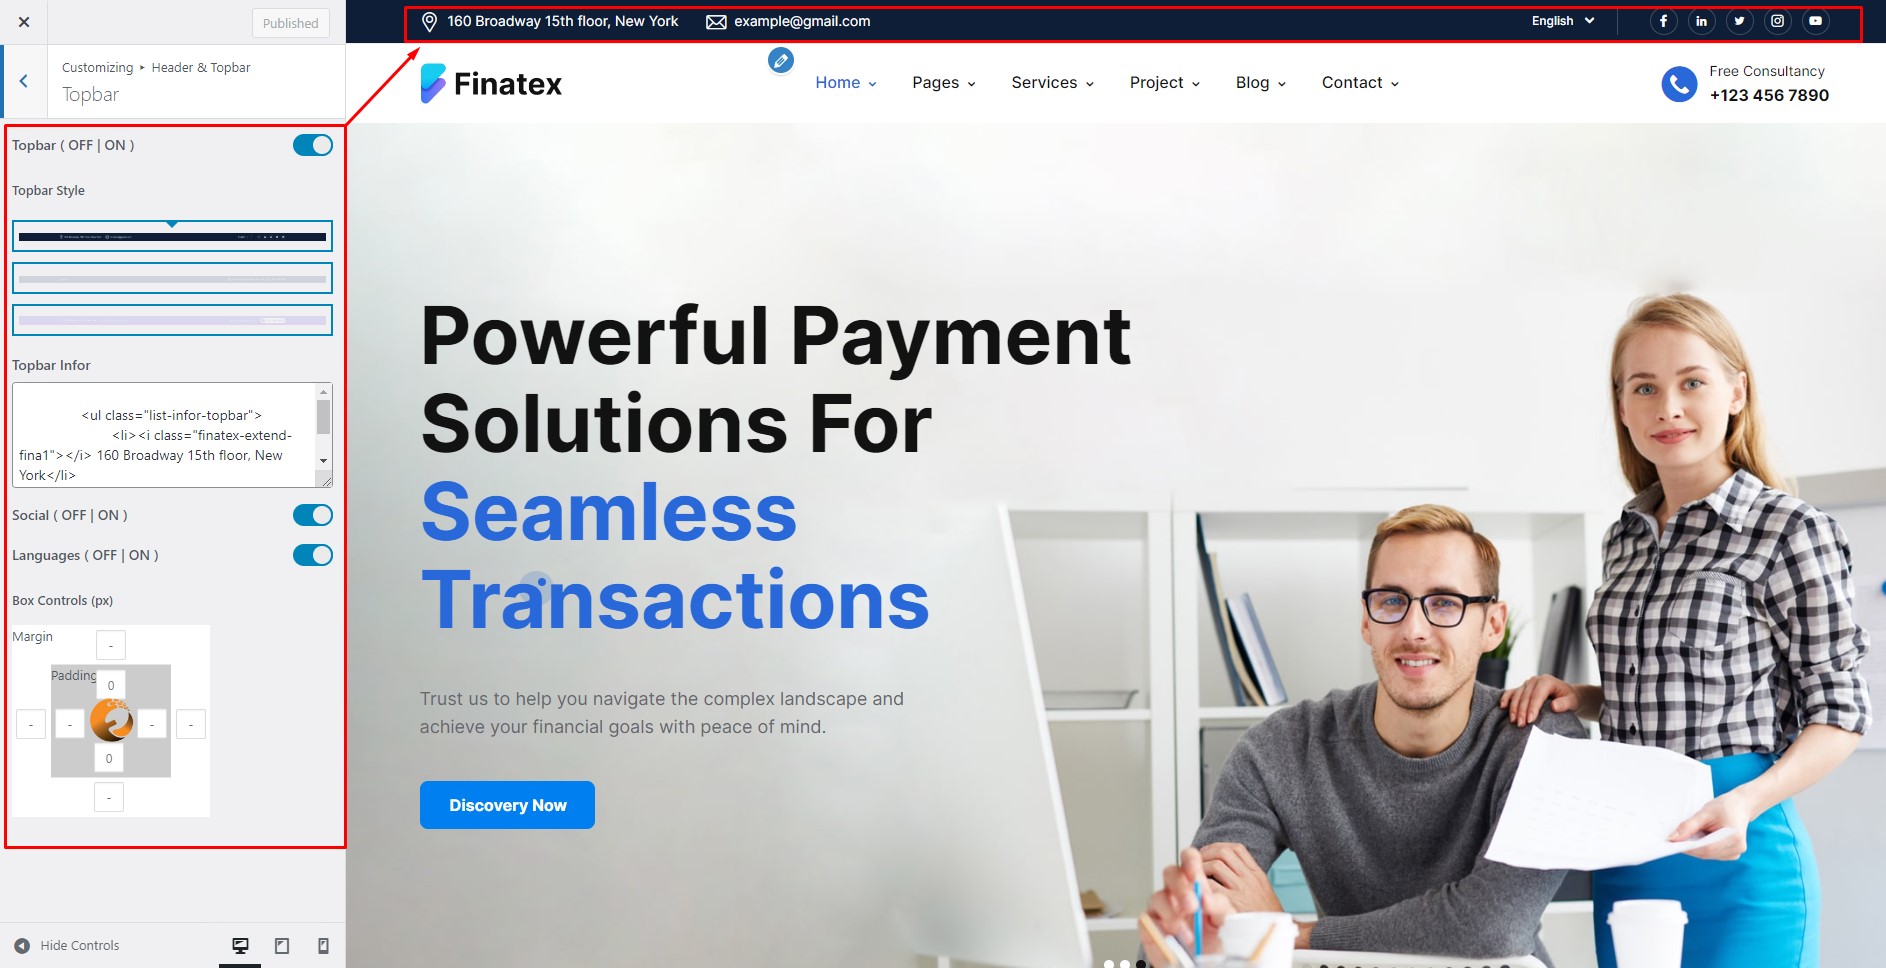 Published
Customizing ▸ Header & Topbar
Topbar
Topbar ( OFF | ON )
Topbar Style
Topbar Infor
<ul class="list-infor-topbar">
<li><i class="finatex-extend-
fina1"></i> 160 Broadway 15th floor, New
York</li>
Social ( OFF | ON )
Languages ( OFF | ON )
Box Controls (px)
Margin
-
Padding
0
- - - -
0
-
Hide Controls
160 Broadway 15th floor, New York example@gmail.com English
Finatex
Home Pages Services Project Blog Contact
Free Consultancy
+123 456 7890
Powerful Payment
Solutions For
Seamless
Transactions
Trust us to help you navigate the complex landscape and
achieve your financial goals with peace of mind.
Discovery Now